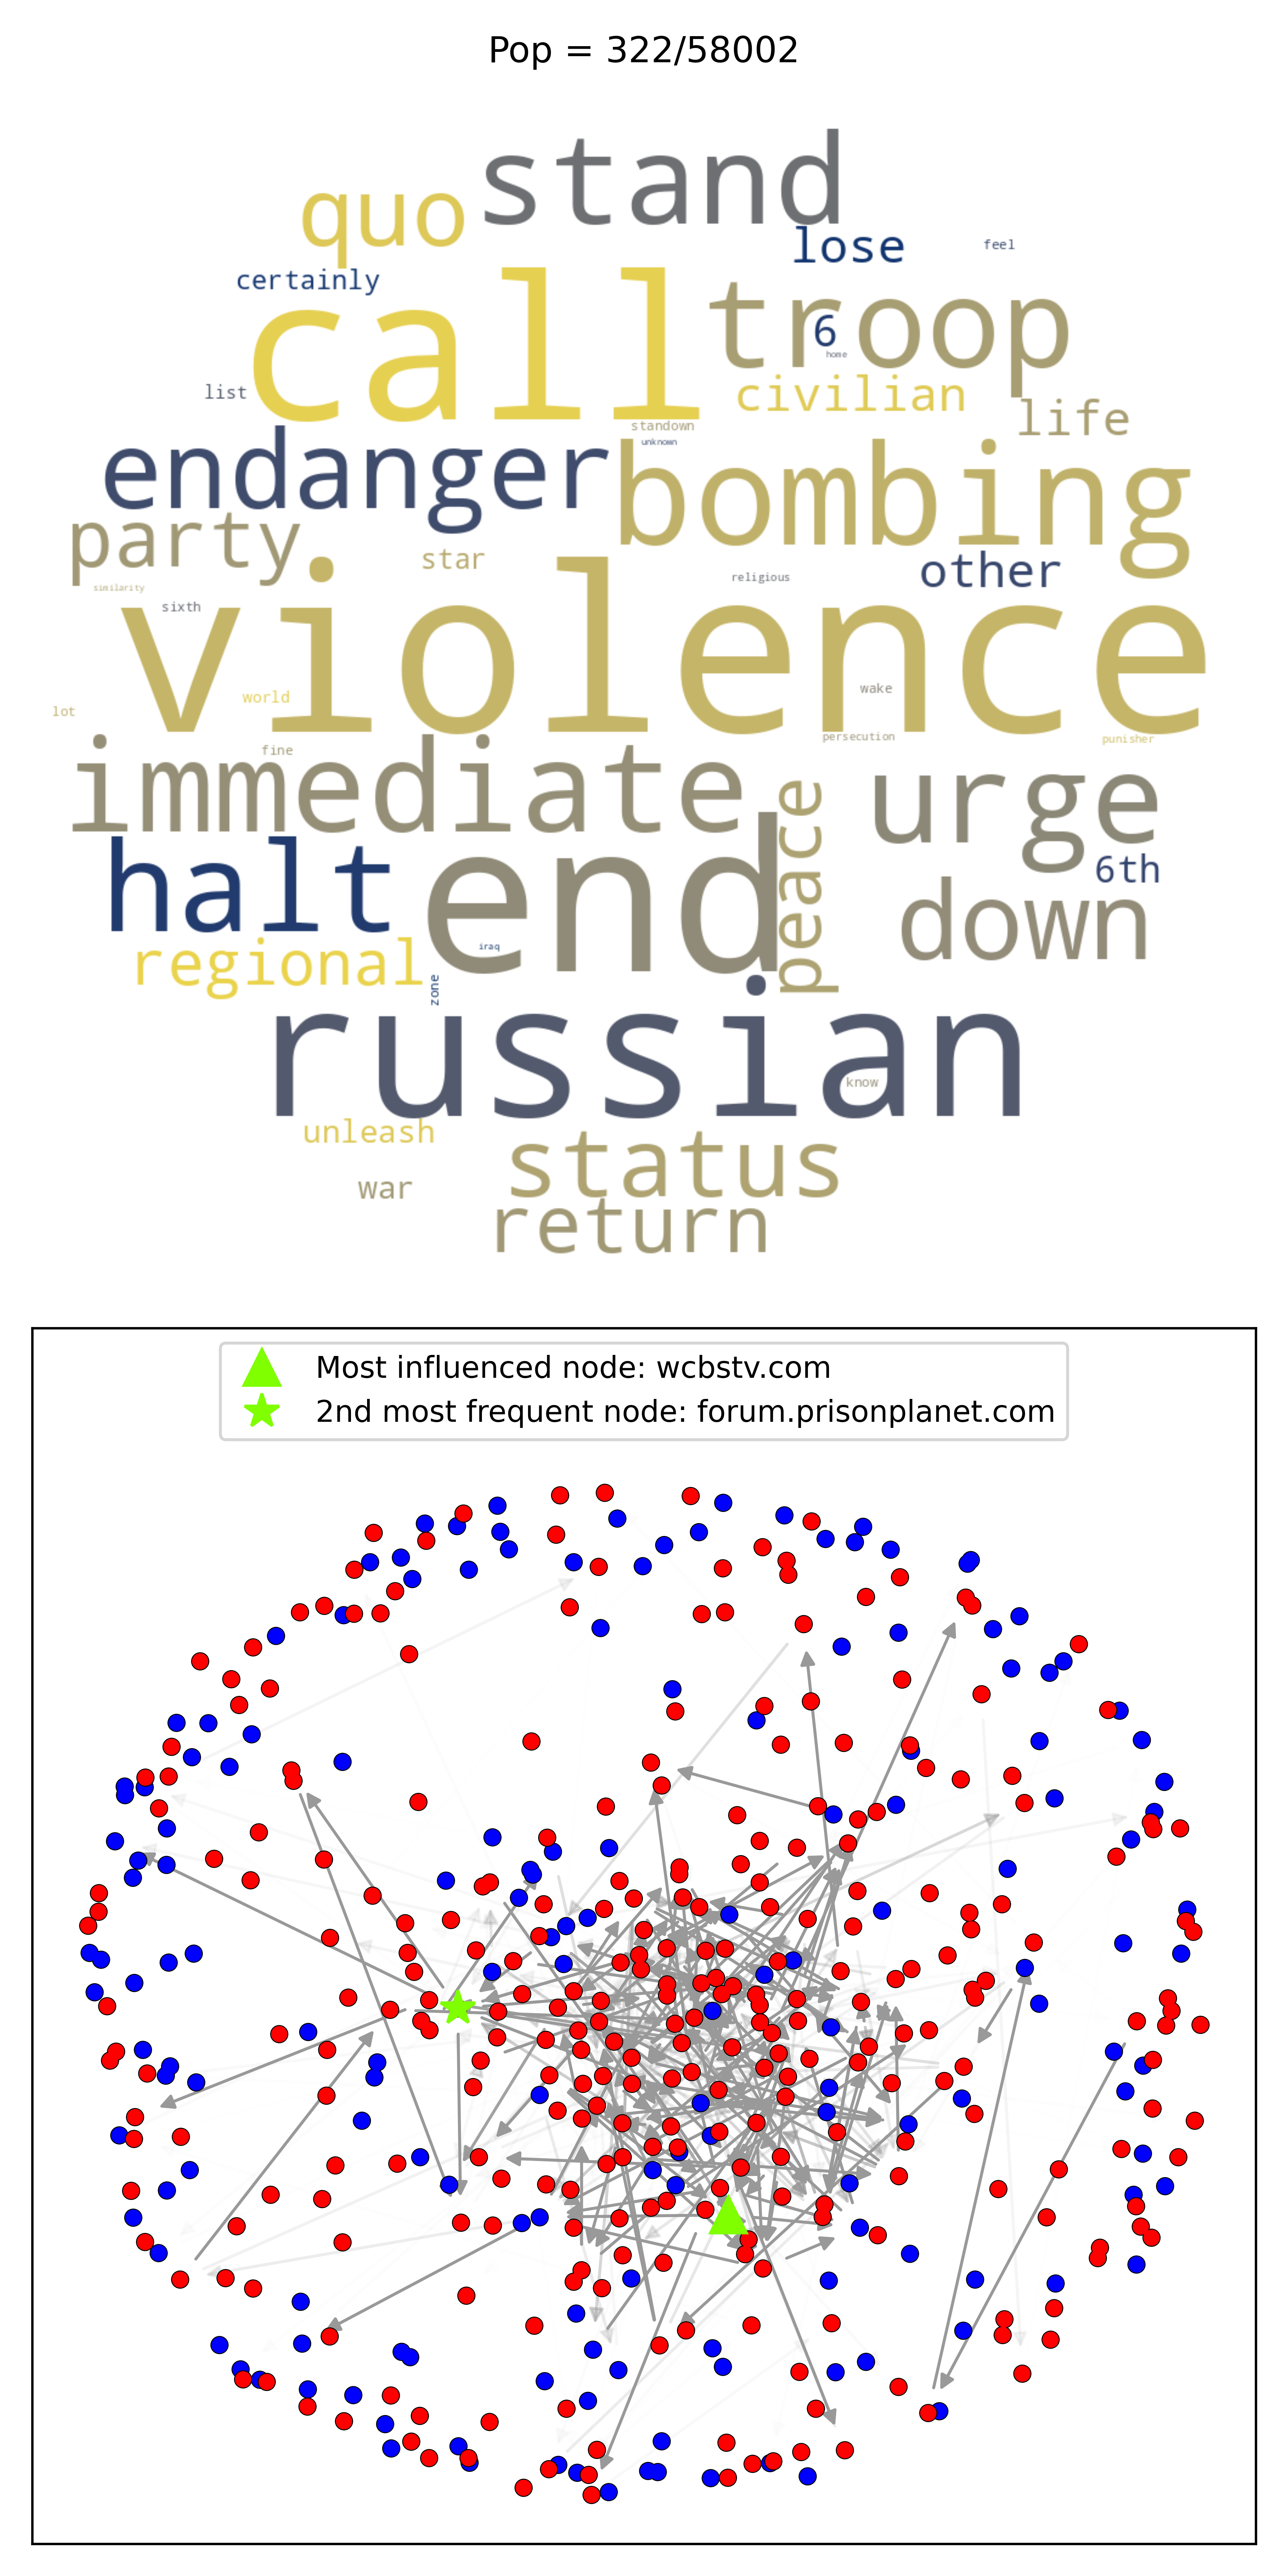 Pop = 322/58002
stand
quo
lose
feel
certainly
call
troop
6
home
list
civilian
life
standown
unknown
endanger
bombing
party
star
other
religious
similarity
sixth
violence
world
wake
lot
persecution
punisher
fine
immediate
urge
peace
halt
end
6th
down
regional
iraq
zone
russian
know
unleash
status
war
return
Most influenced node: wcbstv.com
2nd most frequent node: forum.prisonplanet.com